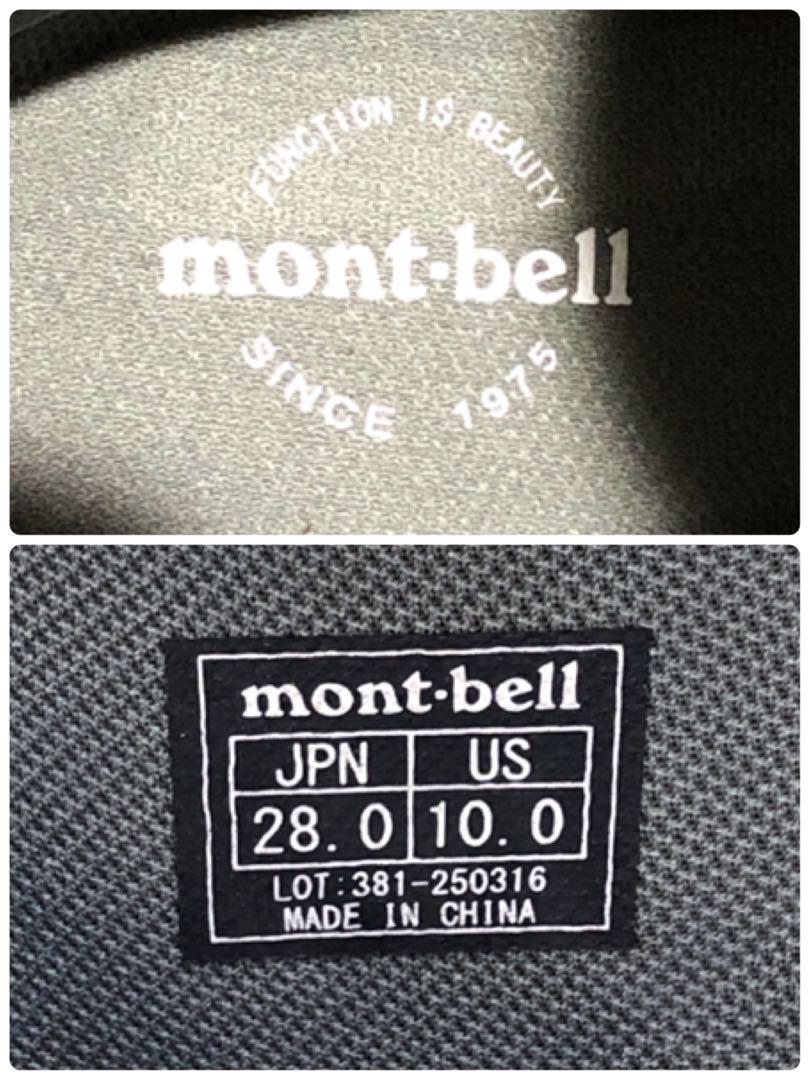 FUNCTION IS BEAUTY
mont-bell
SINCE 1975
mont-bell
JPN US
28.0 10.0
LOT:381-250316
MADE IN CHINA